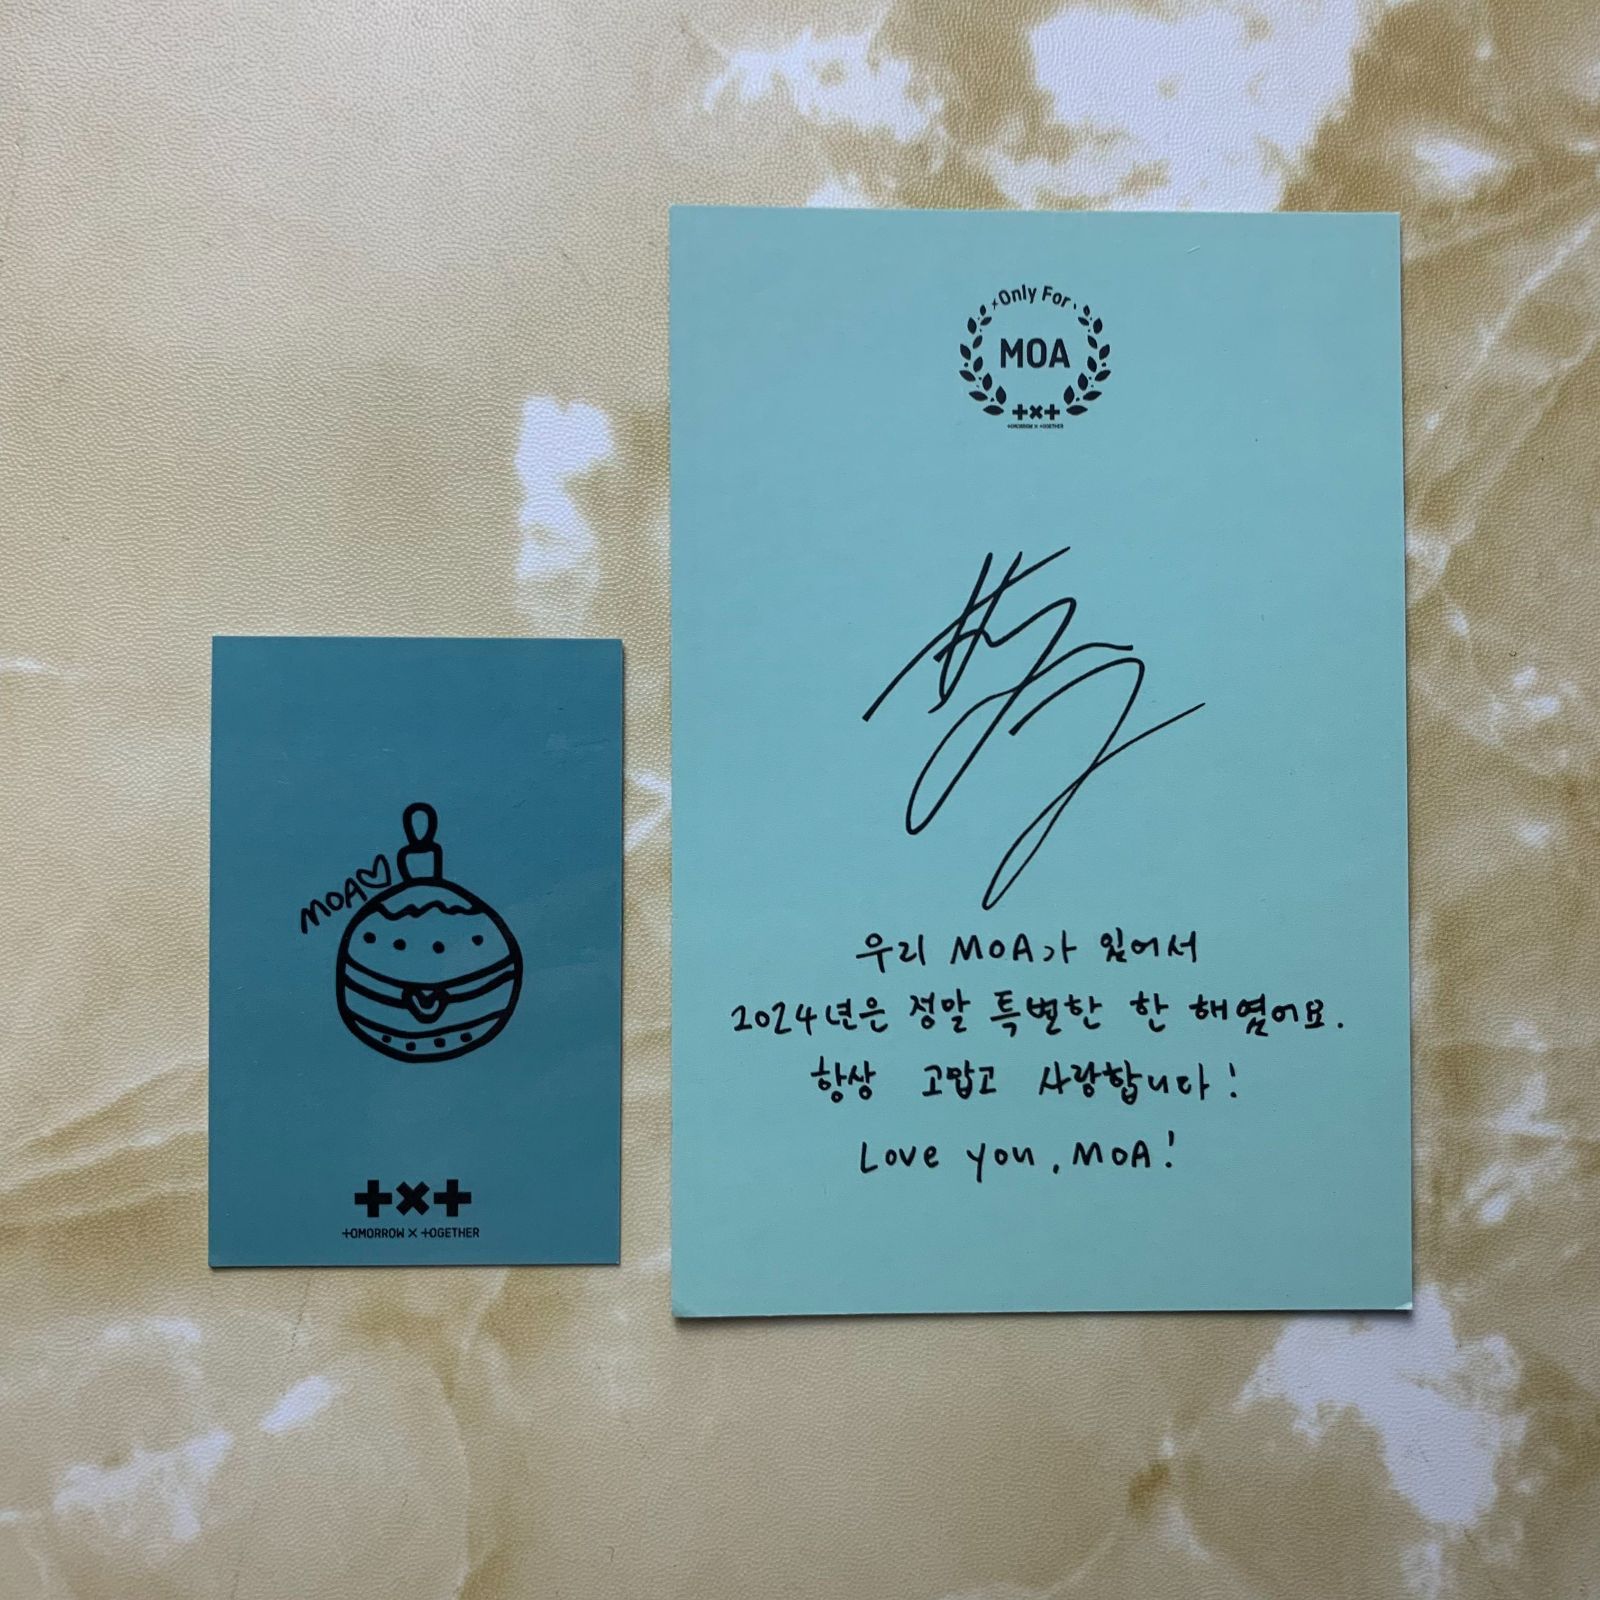 MOA♡
+×+
TOMORROW × TOGETHER
Only For
MOA
+×+
TOMORROW × TOGETHER
우리 MOA가 있어서
2024년은 정말 특별한 한 해였어요.
항상 고맙고 사랑합니다!
Love you, MOA!